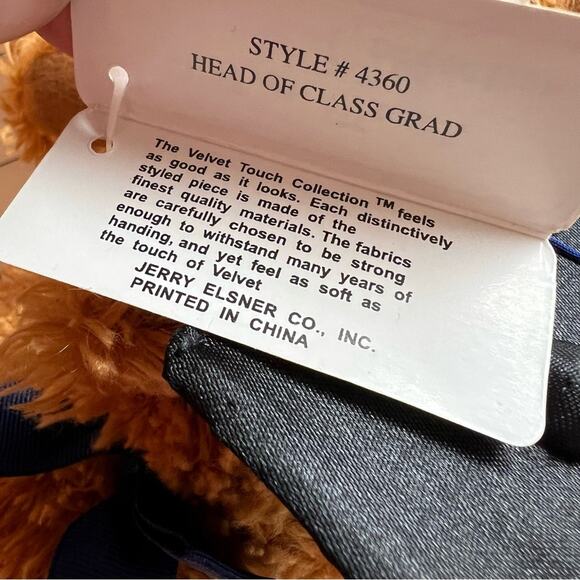 STYLE # 4360
HEAD OF CLASS GRAD
The Velvet Touch Collection ™ feels
as good as it looks. Each distinctively
styled piece is made of the
finest quality materials. The fabrics
are carefully chosen to be strong
enough to withstand many years of
handing, and yet feel as soft as
the touch of Velvet
JERRY ELSNER CO., INC.
PRINTED IN CHINA